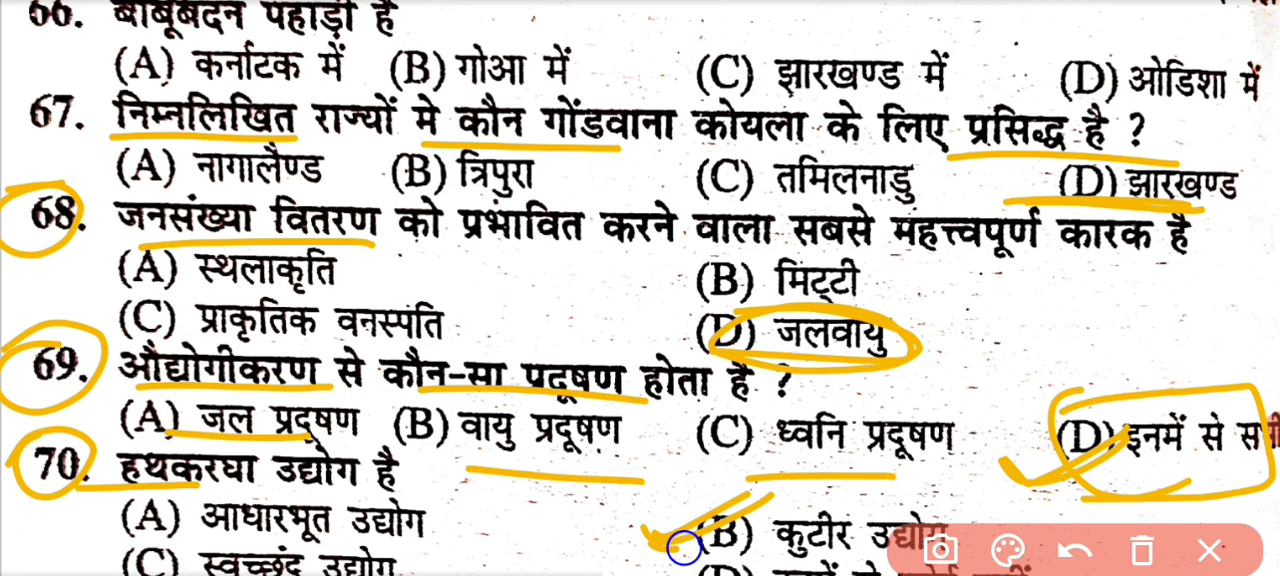 66. बाबूबदन पहाड़ी है
(A) कर्नाटक में (B) गोआ में (C) झारखण्ड में (D) ओडिशा में
67. निम्नलिखित राज्यों मे कौन गोंडवाना कोयला के लिए प्रसिद्ध है ?
(A) नागालैण्ड (B) त्रिपुरा (C) तमिलनाडु (D) झारखण्ड
68. जनसंख्या वितरण को प्रभावित करने वाला सबसे महत्त्वपूर्ण कारक है
(A) स्थलाकृति (B) मिट्टी
(C) प्राकृतिक वनस्पति (D) जलवायु
69. औद्योगीकरण से कौन-सा प्रदूषण होता है ?
(A) जल प्रदूषण (B) वायु प्रदूषण (C) ध्वनि प्रदूषण (D) इनमें से सभी
70. हथकरघा उद्योग है
(A) आधारभूत उद्योग (B) कुटीर उद्योग
(C) स्वच्छंद उद्योग (D)